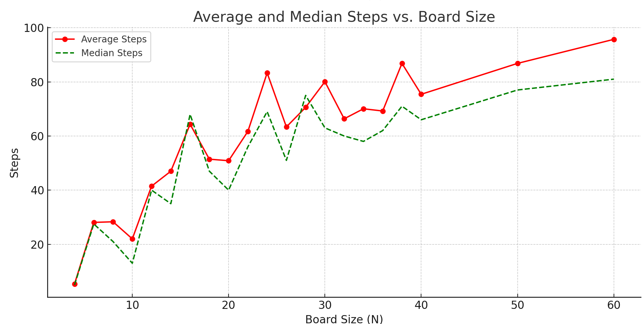 Average and Median Steps vs. Board Size
100
Average Steps
Median Steps
80
60
40
20
Steps
10
20
30
40
50
60
Board Size (N)